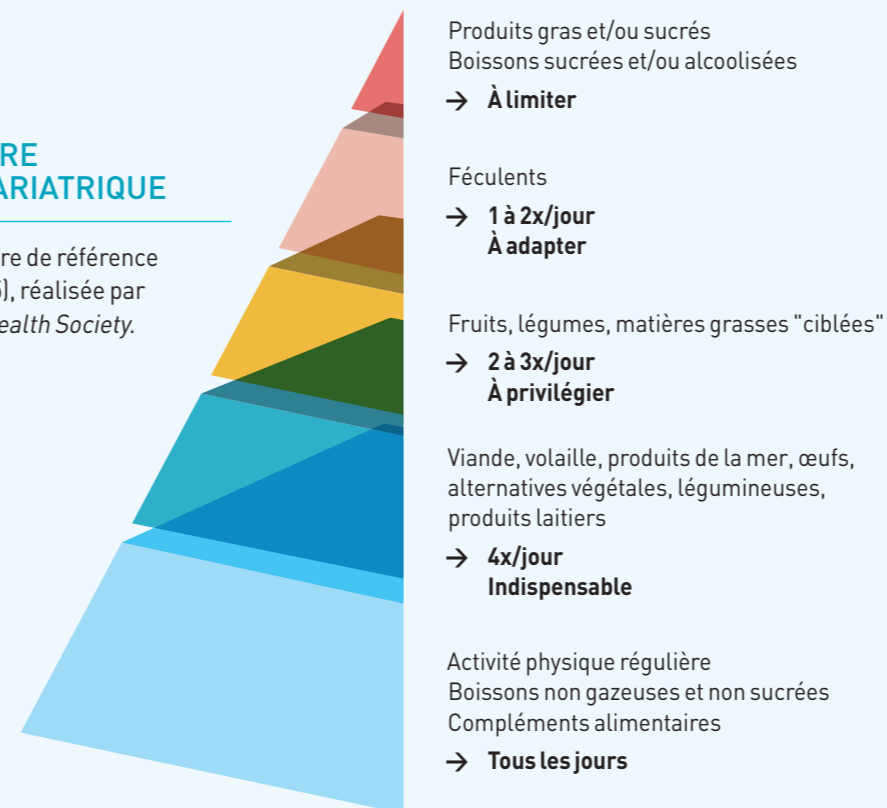 RE
ARIATRIQUE
re de référence
), réalisée par
ealth Society.
Produits gras et/ou sucrés
Boissons sucrées et/ou alcoolisées
→ À limiter
Féculents
→ 1 à 2x/jour
À adapter
Fruits, légumes, matières grasses "ciblées"
→ 2 à 3x/jour
À privilégier
Viande, volaille, produits de la mer, œufs,
alternatives végétales, légumineuses,
produits laitiers
→ 4x/jour
Indispensable
Activité physique régulière
Boissons non gazeuses et non sucrées
Compléments alimentaires
→ Tous les jours